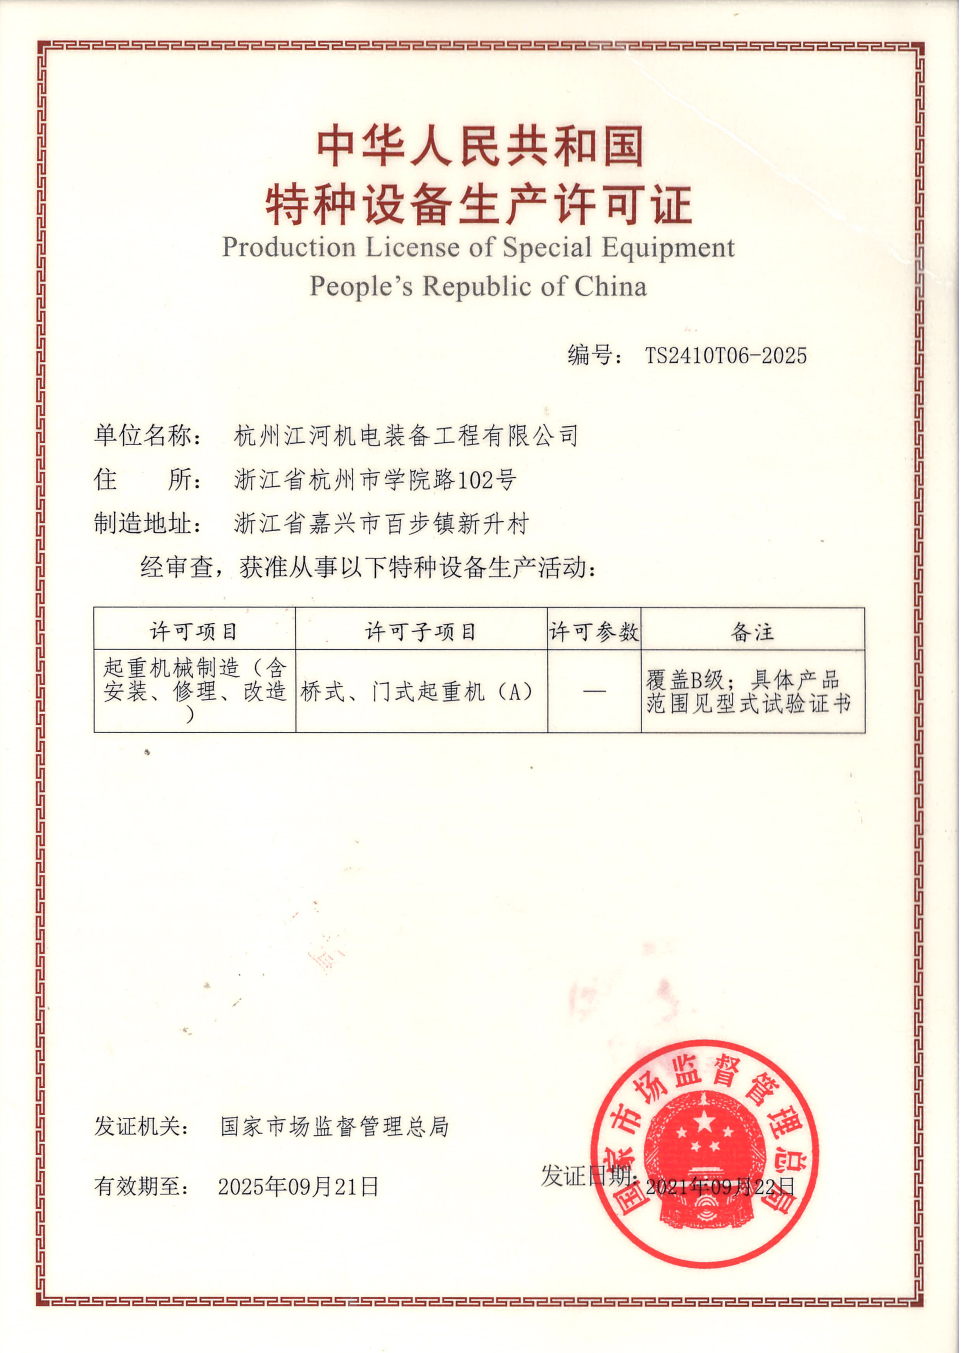 中华人民共和国
特种设备生产许可证
Production License of Special Equipment
People's Republic of China
编号： TS2410T06-2025
单位名称： 杭州江河机电装备工程有限公司
住 所： 浙江省杭州市学院路102号
制造地址： 浙江省嘉兴市百步镇新升村
经审查，获准从事以下特种设备生产活动：
许可项目 许可子项目 许可参数 备注
起重机械制造（含
安装、修理、改造
）
桥式、门式起重机（A）
—
覆盖B级；具体产品
范围见型式试验证书
国家市场监督管理总局
发证机关： 国家市场监督管理总局
有效期至： 2025年09月21日
发证日期： 2021年09月22日